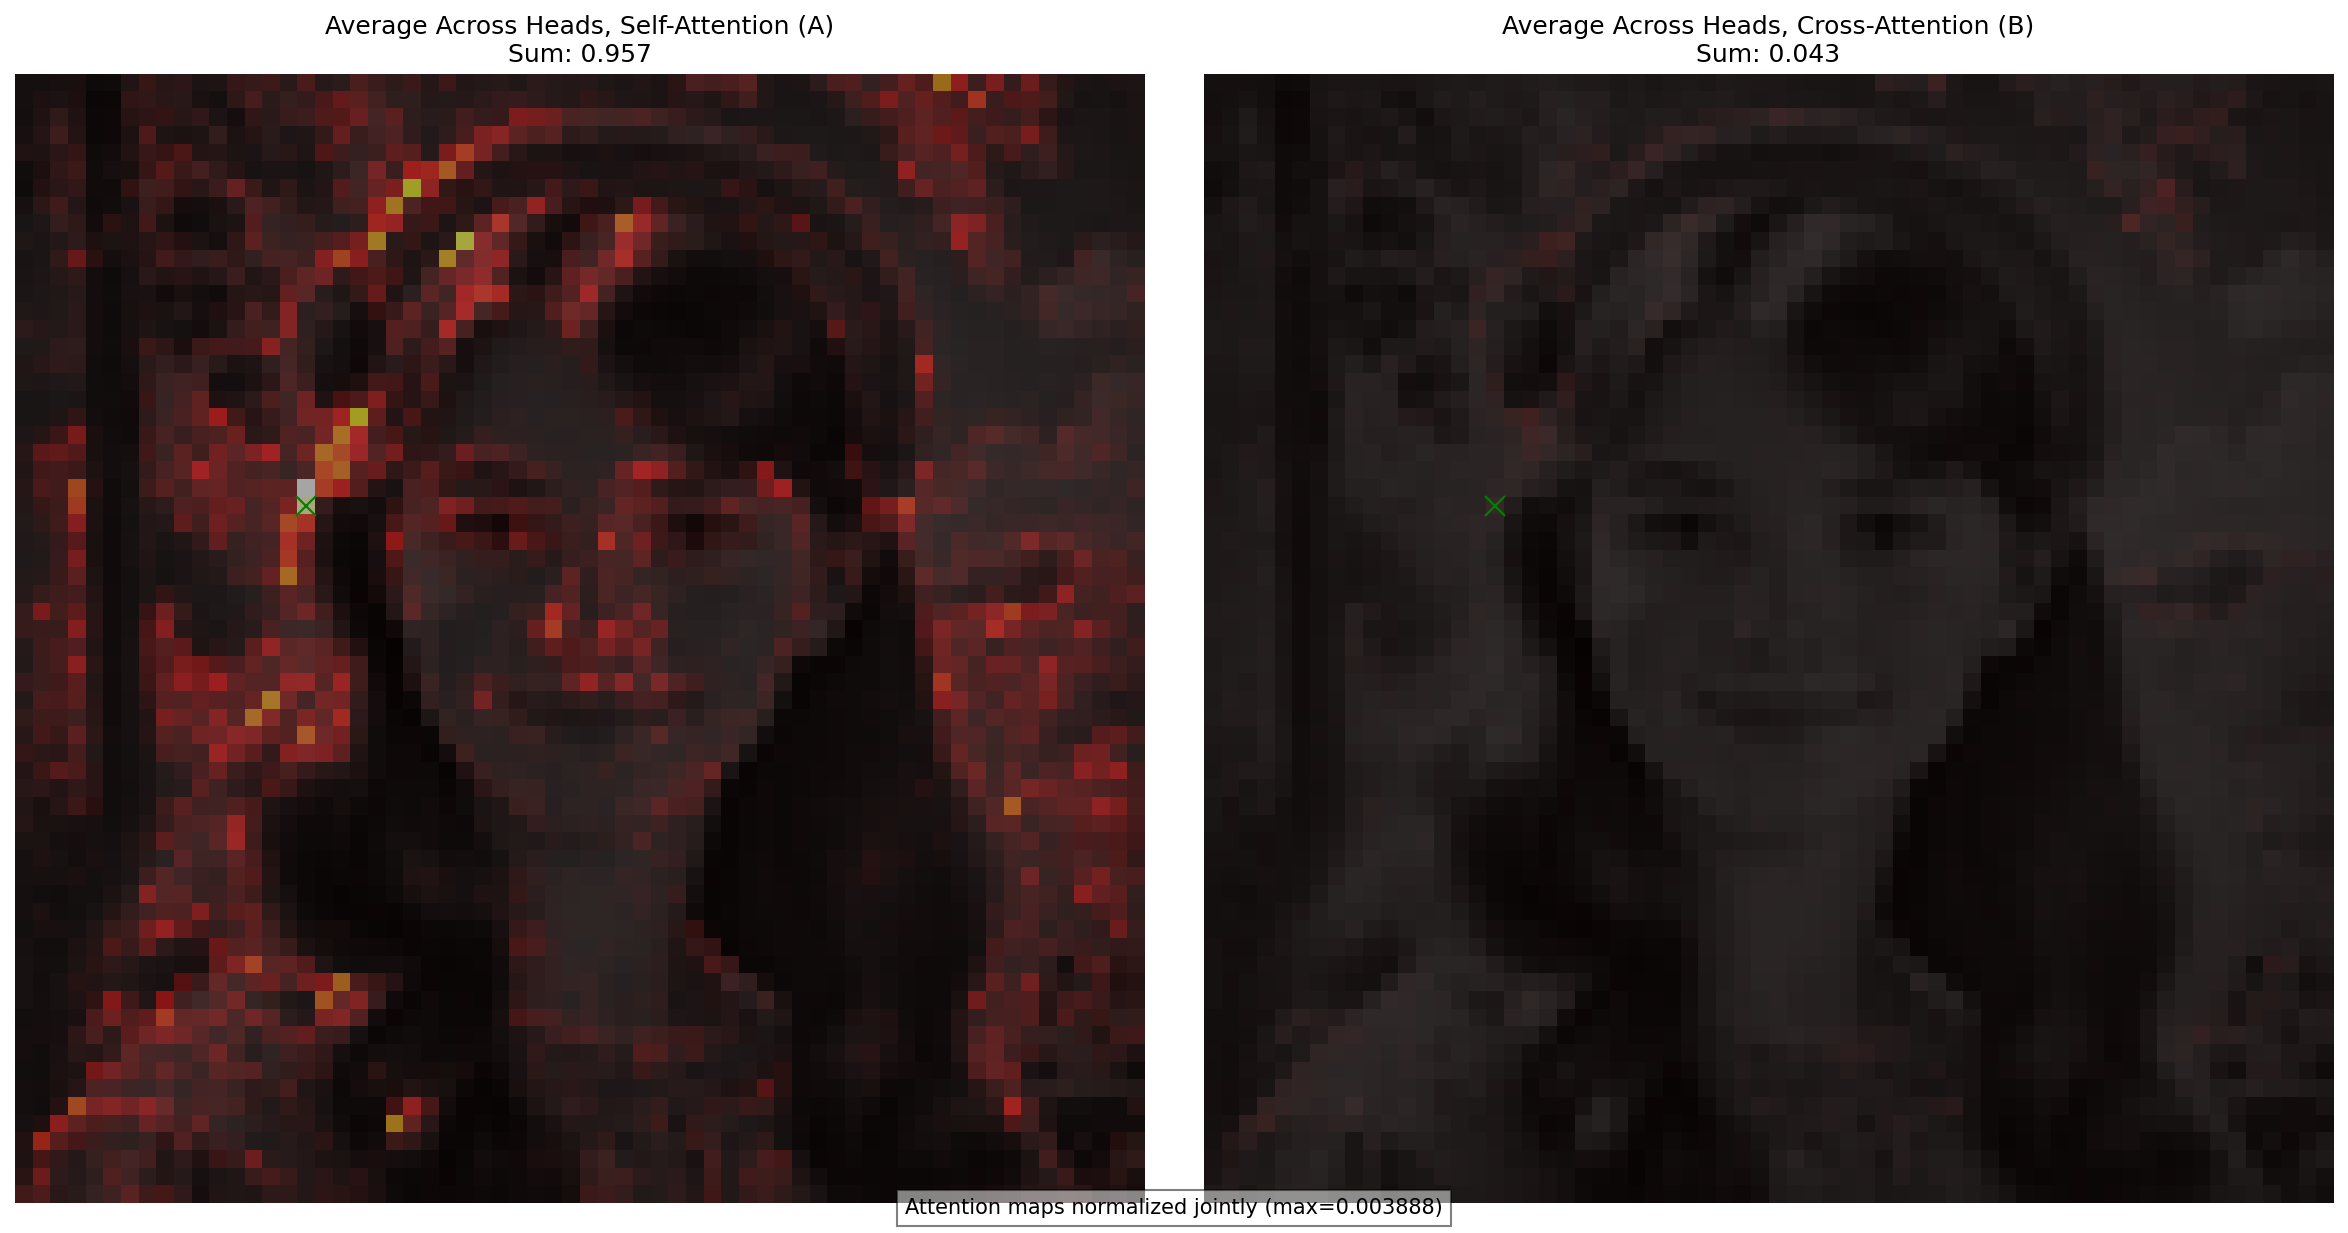 Average Across Heads, Self-Attention (A)
Sum: 0.957
Average Across Heads, Cross-Attention (B)
Sum: 0.043
Attention maps normalized jointly (max=0.003888)